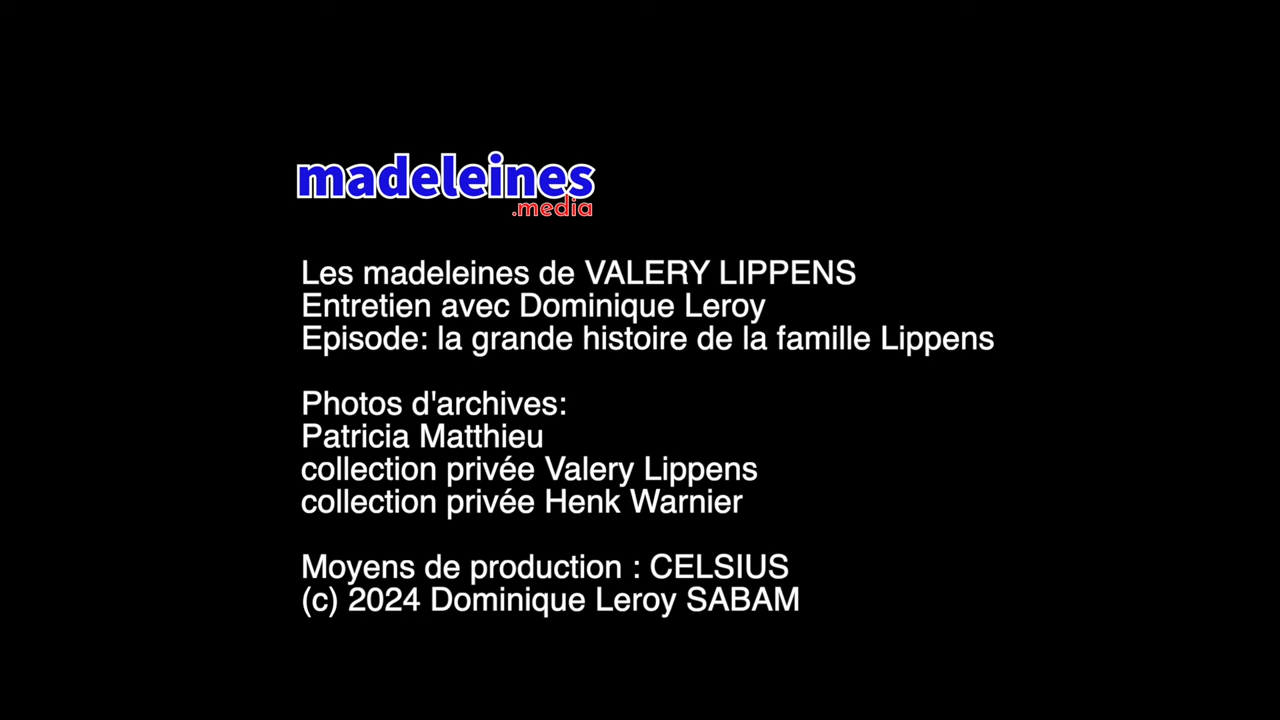 madeleines
.media
Les madeleines de VALERY LIPPENS
Entretien avec Dominique Leroy
Episode: la grande histoire de la famille Lippens
Photos d'archives:
Patricia Matthieu
collection privée Valery Lippens
collection privée Henk Warnier
Moyens de production : CELSIUS
(c) 2024 Dominique Leroy SABAM